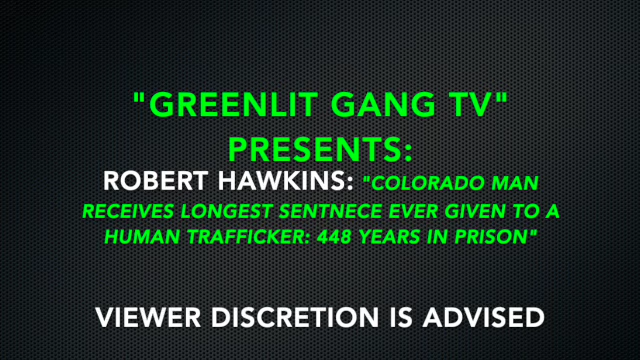 "GREENLIT GANG TV"
PRESENTS:
ROBERT HAWKINS: "COLORADO MAN
RECEIVES LONGEST SENTNECE EVER GIVEN TO A
HUMAN TRAFFICKER: 448 YEARS IN PRISON"
VIEWER DISCRETION IS ADVISED